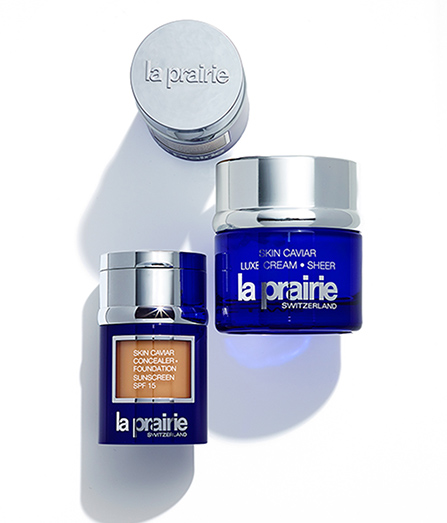 la prairie
SKIN CAVIAR
LUXE CREAM • SHEER
la prairie
SWITZERLAND
SKIN CAVIAR
CONCEALER •
FOUNDATION
SUNSCREEN
SPF 15
la prairie
SWITZERLAND